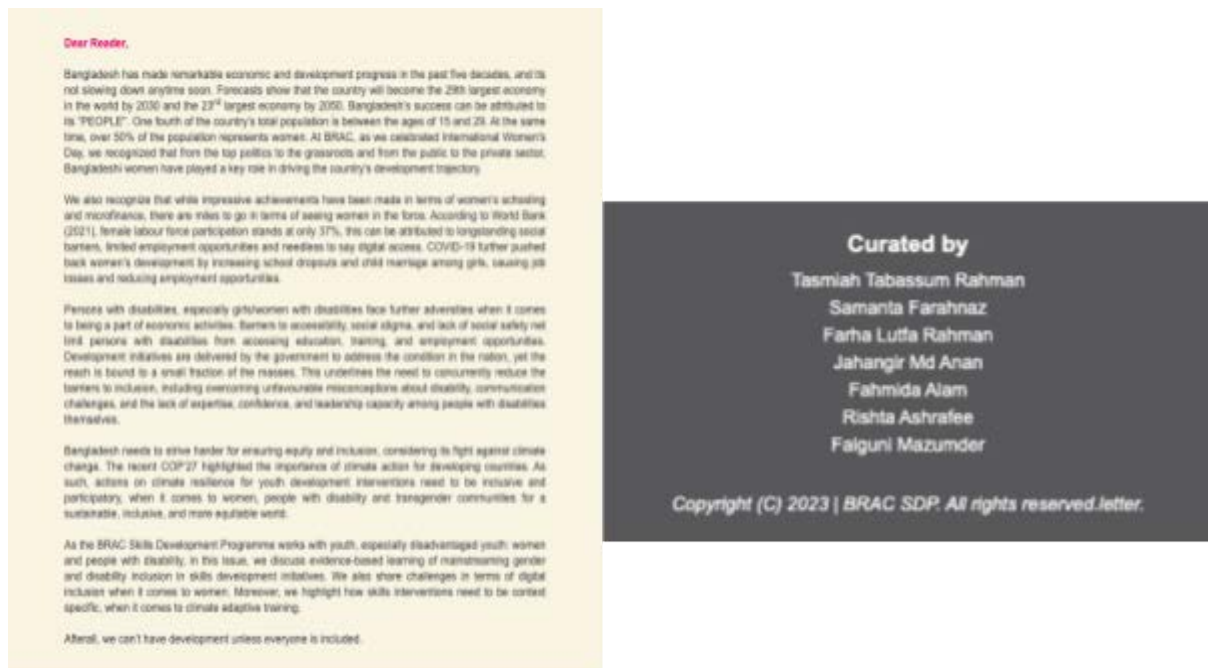 Dear Reader,
Bangladesh has made remarkable economic and development progress in the past five decades, and its
not slowing down anytime soon. Forecasts show that the country will become the 29th largest economy
in the world by 2030 and the 23rd largest economy by 2050. Bangladesh's success can be attributed to
its "PEOPLE". One fourth of the country's total population is between the ages of 15 and 29. At the same
time, over 50% of the population represents women. At BRAC, as we celebrated International Women's
Day, we recognized that from the top politics to the grassroots and from the public to the private sector,
Bangladeshi women have played a key role in driving the country's development trajectory.
We also recognize that while impressive achievements have been made in terms of women's schooling
and microfinance, there are miles to go in terms of seeing women in the force. According to World Bank
(2021), female labour force participation stands at only 37%, this can be attributed to longstanding social
barriers, limited employment opportunities and needless to say digital access. COVID-19 further pushed
back women's development by increasing school dropouts and child marriage among girls, causing job
losses and reducing employment opportunities.
Persons with disabilities, especially girls/women with disabilities face further adversities when it comes
to being a part of economic activities. Barriers to accessibility, social stigma, and lack of social safety net
limit persons with disabilities from accessing education, training, and employment opportunities.
Development initiatives are delivered by the government to address the condition in the nation, yet the
reach is bound to a small fraction of the masses. This underlines the need to concurrently reduce the
barriers to inclusion, including overcoming unfavourable misconceptions about disability, communication
challenges, and the lack of expertise, confidence, and leadership capacity among people with disabilities
themselves.
Bangladesh needs to strive harder for ensuring equity and inclusion, considering its fight against climate
change. The recent COP'27 highlighted the importance of climate action for developing countries. As
such, actions on climate resilience for youth development interventions need to be inclusive and
participatory, when it comes to women, people with disability and transgender communities for a
sustainable, inclusive, and more equitable world.
As the BRAC Skills Development Programme works with youth, especially disadvantaged youth: women
and people with disability, in this issue, we discuss evidence-based learning of mainstreaming gender
and disability inclusion in skills development initiatives. We also share challenges in terms of digital
inclusion when it comes to women. Moreover, we highlight how skills interventions need to be context
specific, when it comes to climate adaptive training.
Afterall, we can't have development unless everyone is included.
Curated by
Tasmiah Tabassum Rahman
Samanta Farahnaz
Farha Lutfa Rahman
Jahangir Md Anan
Fahmida Alam
Rishta Ashrafee
Falguni Mazumder
Copyright (C) 2023 | BRAC SDP. All rights reserved.letter.